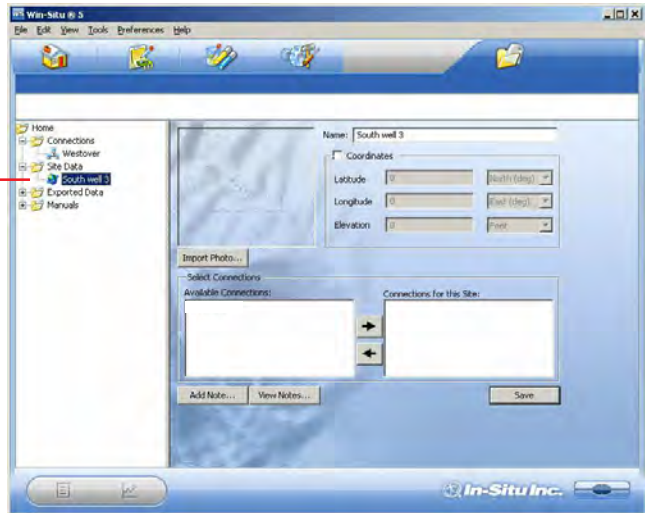 Win-Situ ® 5
File Edit View Tools Preferences Help
Home
Connections
Westover
Site Data
South well 3
Exported Data
Manuals
Name: South well 3
Coordinates
Latitude 0 North (deg)
Longitude 0 East (deg)
Elevation 0 Feet
Import Photo...
Select Connections
Available Connections: Connections for this Site:
Add Note... View Notes... Save
In-Situ Inc.